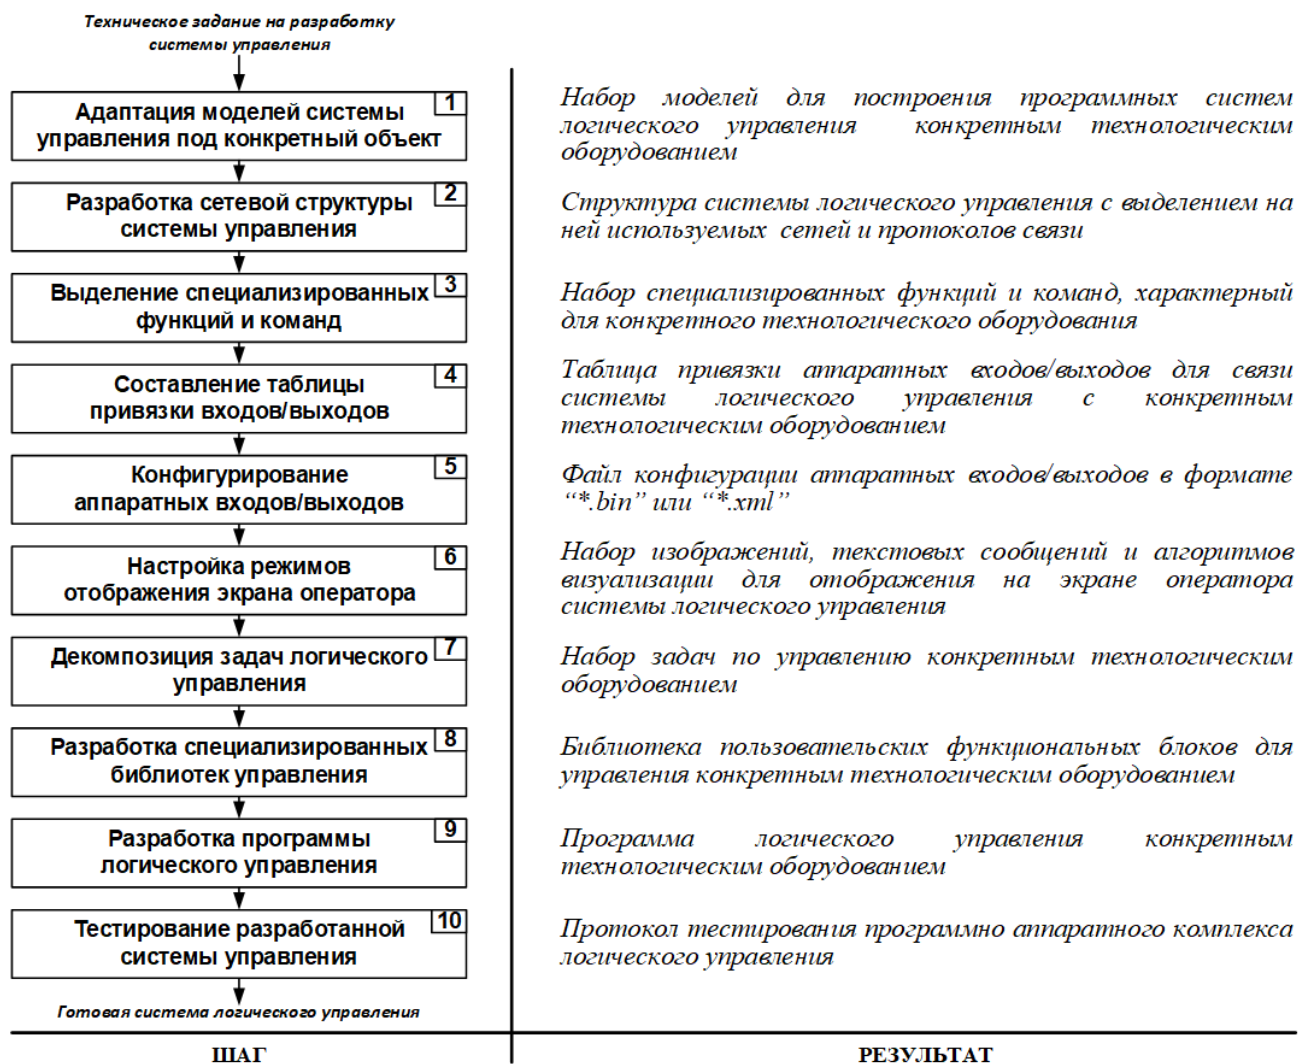 Техническое задание на разработку
системы управления
1
Адаптация моделей системы
управления под конкретный объект
Набор моделей для построения программных систем
логического управления конкретным технологическим
оборудованием
2
Разработка сетевой структуры
системы управления
Структура системы логического управления с выделением на
ней используемых сетей и протоколов связи
3
Выделение специализированных
функций и команд
Набор специализированных функций и команд, характерный
для конкретного технологического оборудования
4
Составление таблицы
привязки входов/выходов
Таблица привязки аппаратных входов/выходов для связи
системы логического управления с конкретным
технологическим оборудованием
5
Конфигурирование
аппаратных входов/выходов
Файл конфигурации аппаратных входов/выходов в формате
“*.bin” или “*.xml”
6
Настройка режимов
отображения экрана оператора
Набор изображений, текстовых сообщений и алгоритмов
визуализации для отображения на экране оператора
системы логического управления
7
Декомпозиция задач логического
управления
Набор задач по управлению конкретным технологическим
оборудованием
8
Разработка специализированных
библиотек управления
Библиотека пользовательских функциональных блоков для
управления конкретным технологическим оборудованием
9
Разработка программы
логического управления
Программа логического управления конкретным
технологическим оборудованием
10
Тестирование разработанной
системы управления
Протокол тестирования программно аппаратного комплекса
логического управления
Готовая система логического управления
ШАГ
РЕЗУЛЬТАТ